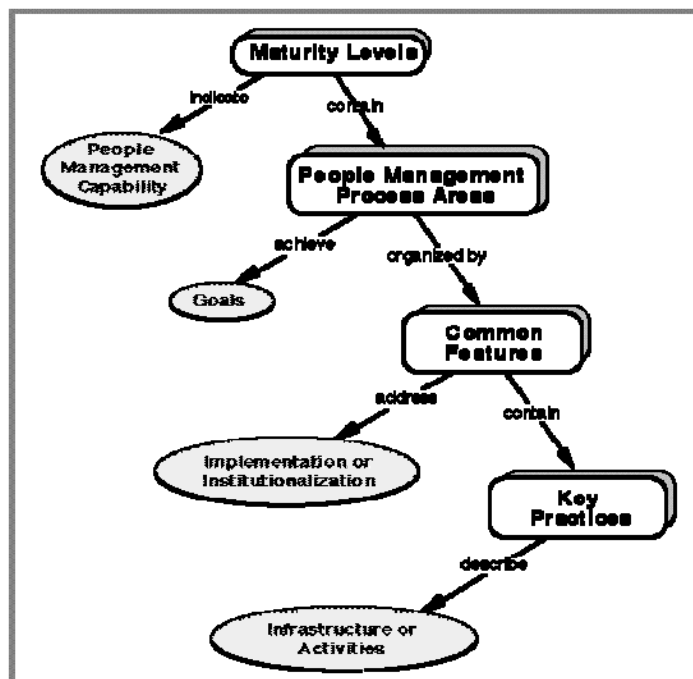 Maturity Levels
indicate
contain
People
Management
Capability
People Management
Process Areas
achieve
organized by
Goals
Common
Features
address
contain
Implementation or
Institutionalization
Key
Practices
describe
Infrastructure or
Activities